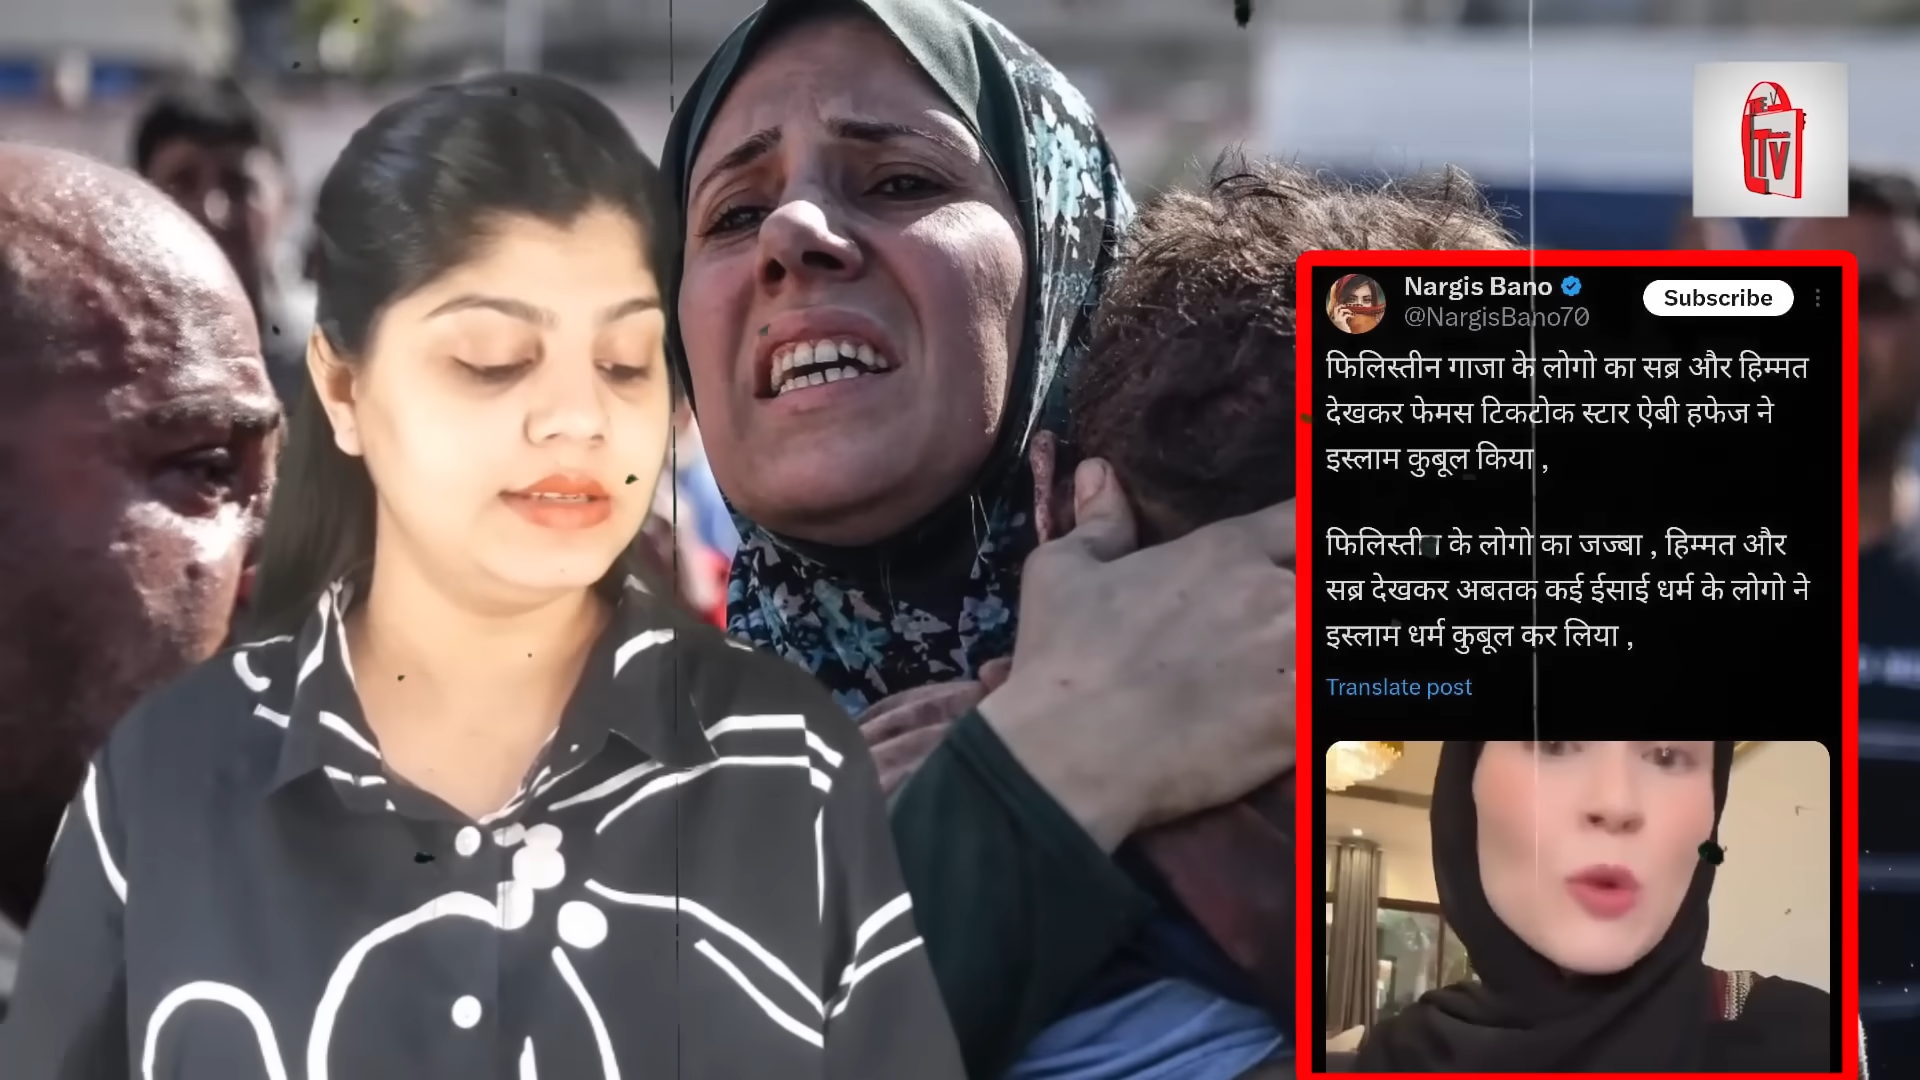 THE
V
TV
Nargis Bano
@NargisBano70
Subscribe
फिलिस्तीन गाजा के लोगो का सब्र और हिम्मत
देखकर फेमस टिकटोक स्टार ऐबी हफेज ने
इस्लाम कुबूल किया ,
फिलिस्तीन के लोगो का जज्बा , हिम्मत और
सब्र देखकर अबतक कई ईसाई धर्म के लोगो ने
इस्लाम धर्म कुबूल कर लिया ,
Translate post